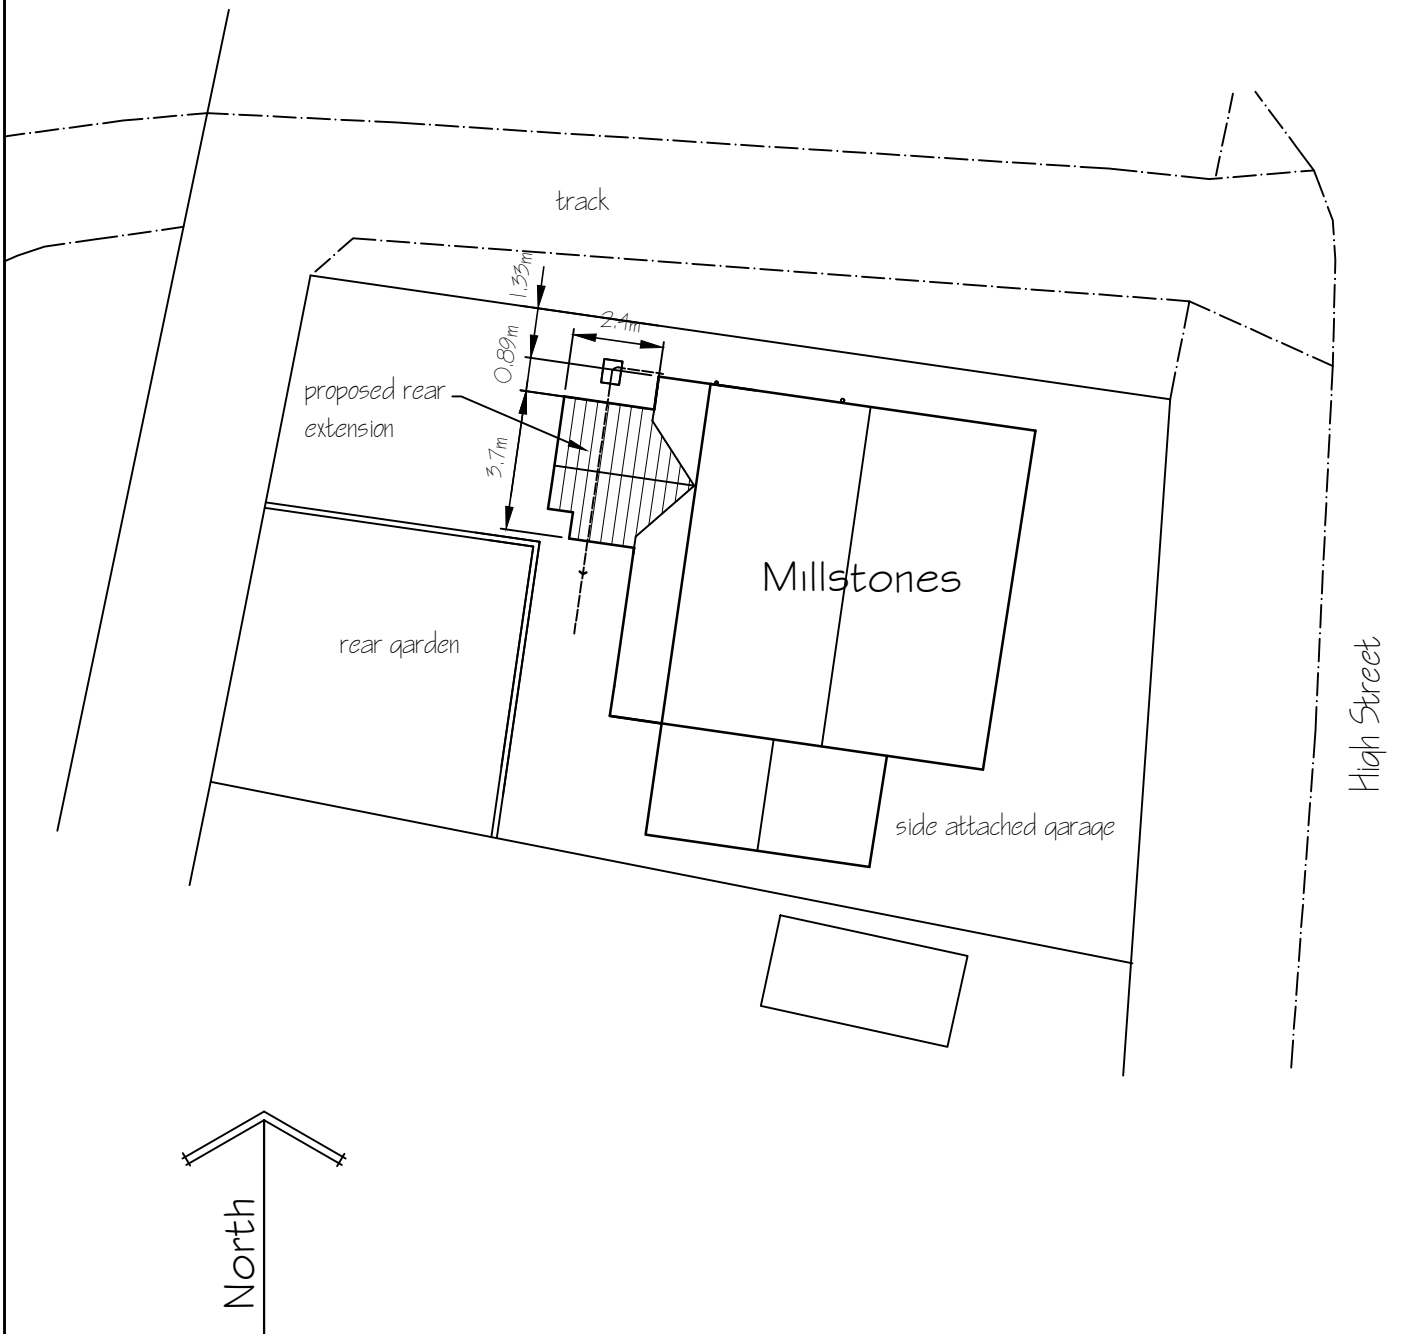 track
1.33m
2.4m
0.89m
proposed rear
extension
3.7m
Millstones
rear garden
High Street
side attached garage
North